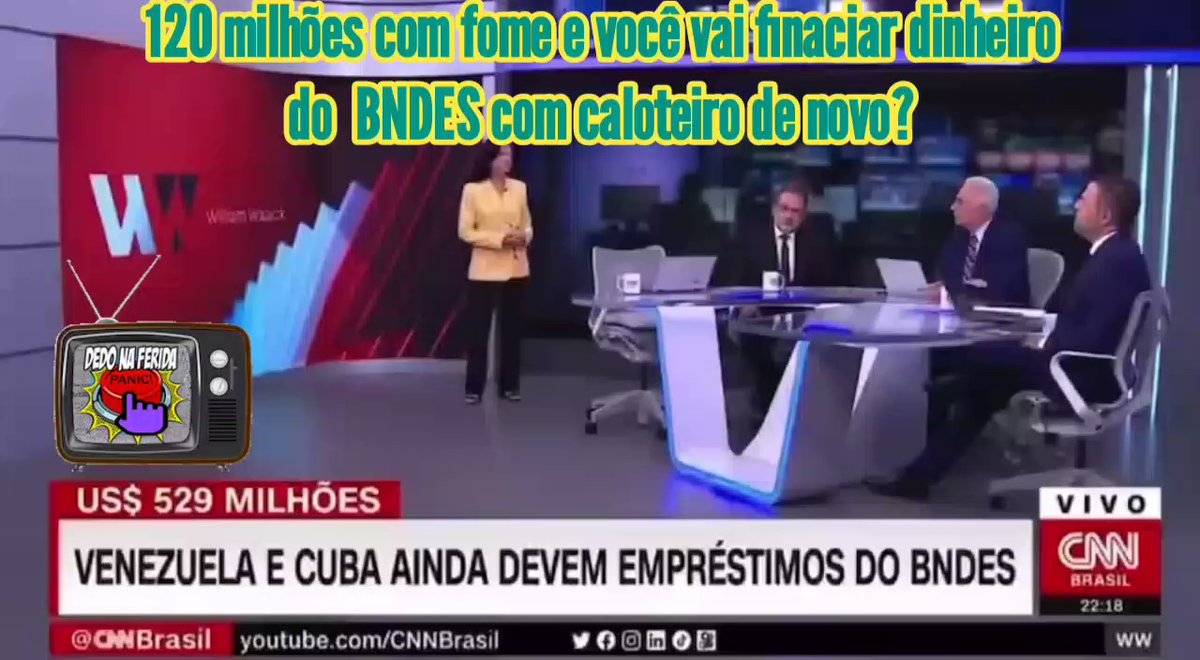 120 milhões com fome e você vai finaciar dinheiro
do BNDES com caloteiro de novo?
W
William Waack
DEDO NA FERIDA
PANIC!
US$ 529 MILHÕES
VENEZUELA E CUBA AINDA DEVEM EMPRÉSTIMOS DO BNDES
VIVO
CNN
BRASIL
22:18
@CNNBrasil youtube.com/CNNBrasil WW